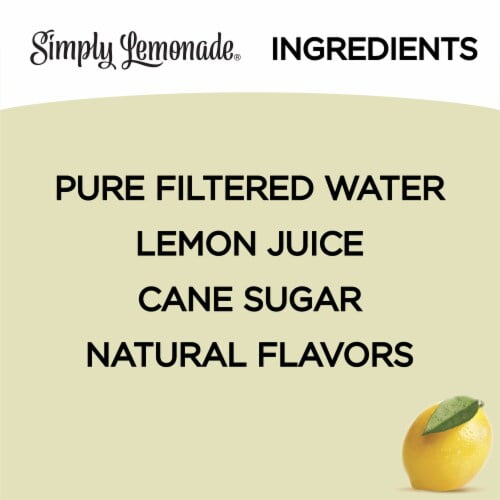 Simply Lemonade® INGREDIENTS
PURE FILTERED WATER
LEMON JUICE
CANE SUGAR
NATURAL FLAVORS